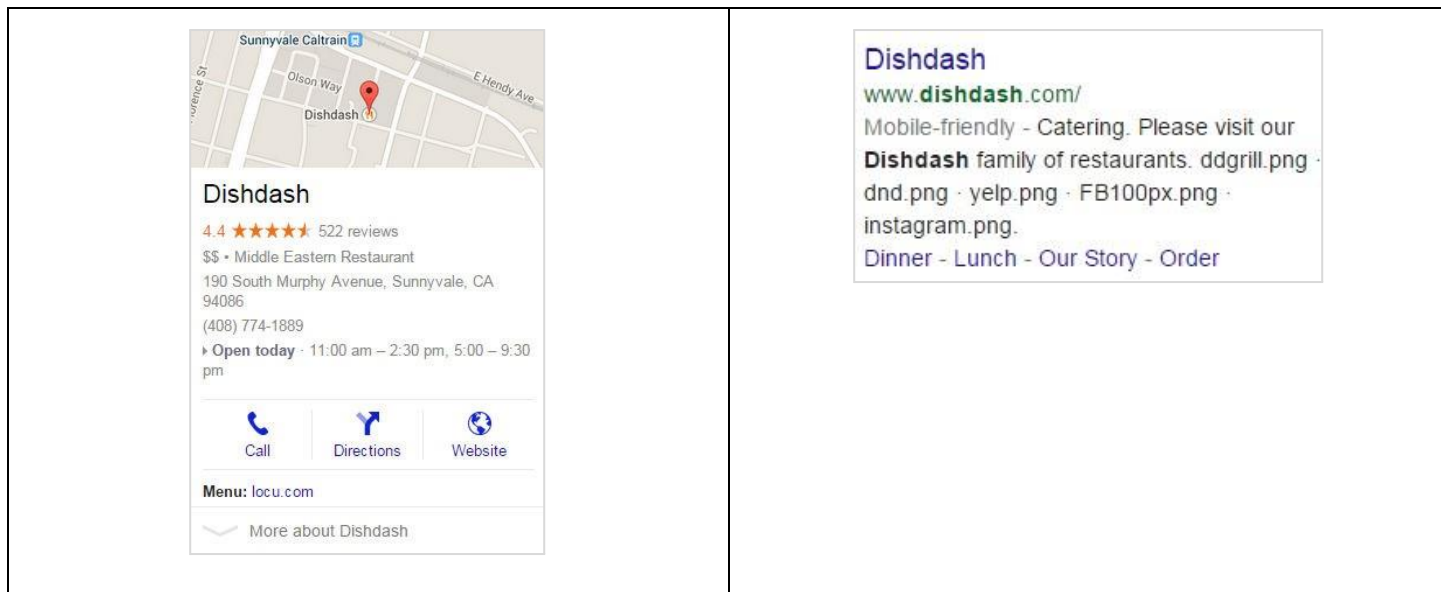 Sunnyvale Caltrain
Olson Way
E Hendy Ave
Dishdash
Dishdash
4.4 522 reviews
$$ • Middle Eastern Restaurant
190 South Murphy Avenue, Sunnyvale, CA
94086
(408) 774-1889
Open today · 11:00 am – 2:30 pm, 5:00 – 9:30
pm
Call Directions Website
Menu: locu.com
More about Dishdash
Dishdash
www.dishdash.com/
Mobile-friendly - Catering. Please visit our
Dishdash family of restaurants. ddgrill.png ·
dnd.png · yelp.png · FB100px.png ·
instagram.png.
Dinner - Lunch - Our Story - Order